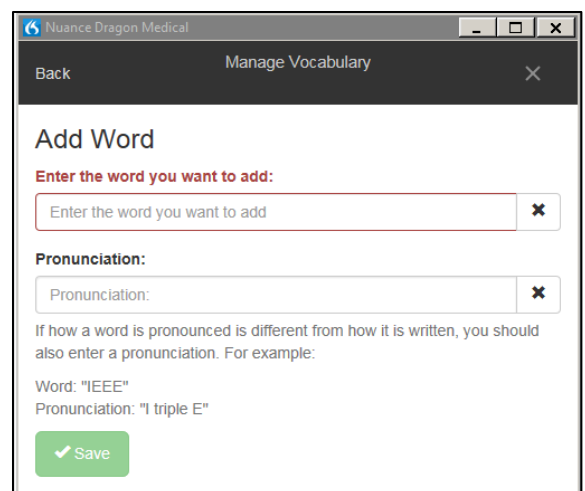 Nuance Dragon Medical
Back
Manage Vocabulary
Add Word
Enter the word you want to add:
Enter the word you want to add
Pronunciation:
Pronunciation:
If how a word is pronounced is different from how it is written, you should
also enter a pronunciation. For example:
Word: "IEEE"
Pronunciation: "I triple E"
Save